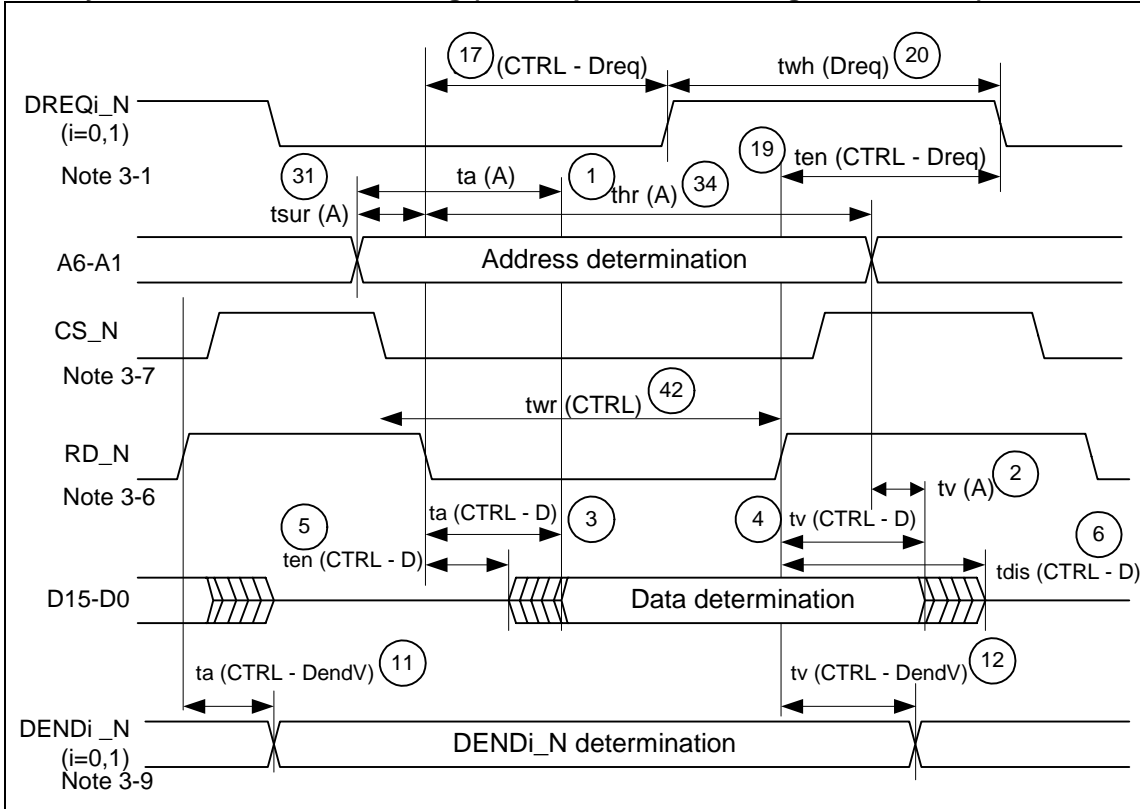 17 (CTRL - Dreq) twh (Dreq) 20
DREQi_N
(i=0,1)
Note 3-1
31 ta (A) 1 19 ten (CTRL - Dreq)
tsur (A) thr (A) 34
A6-A1 Address determination
CS_N
Note 3-7
twr (CTRL) 42
RD_N
Note 3-6
tv (A) 2
5 ta (CTRL - D) 3 4 tv (CTRL - D) 6
ten (CTRL - D) tdis (CTRL - D)
D15-D0 Data determination
ta (CTRL - DendV) 11 tv (CTRL - DendV) 12
DENDi _N
(i=0,1) DENDi_N determination
Note 3-9